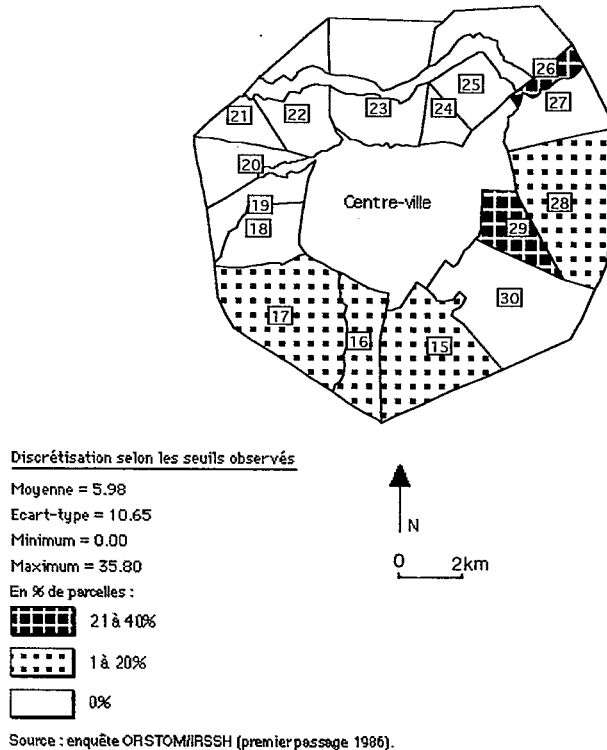 26
25
27
21
22
23
24
20
28
19
Centre-ville
18
29
30
17
16
15
Discrétisation selon les seuils observés
Moyenne = 5.98
Ecart-type = 10.65
Minimum = 0.00
Maximum = 35.80
En % de parcelles :
21 à 40%
1 à 20%
0%
N
0 2km
Source : enquête ORSTOM/IRSSH (premier passage 1986).